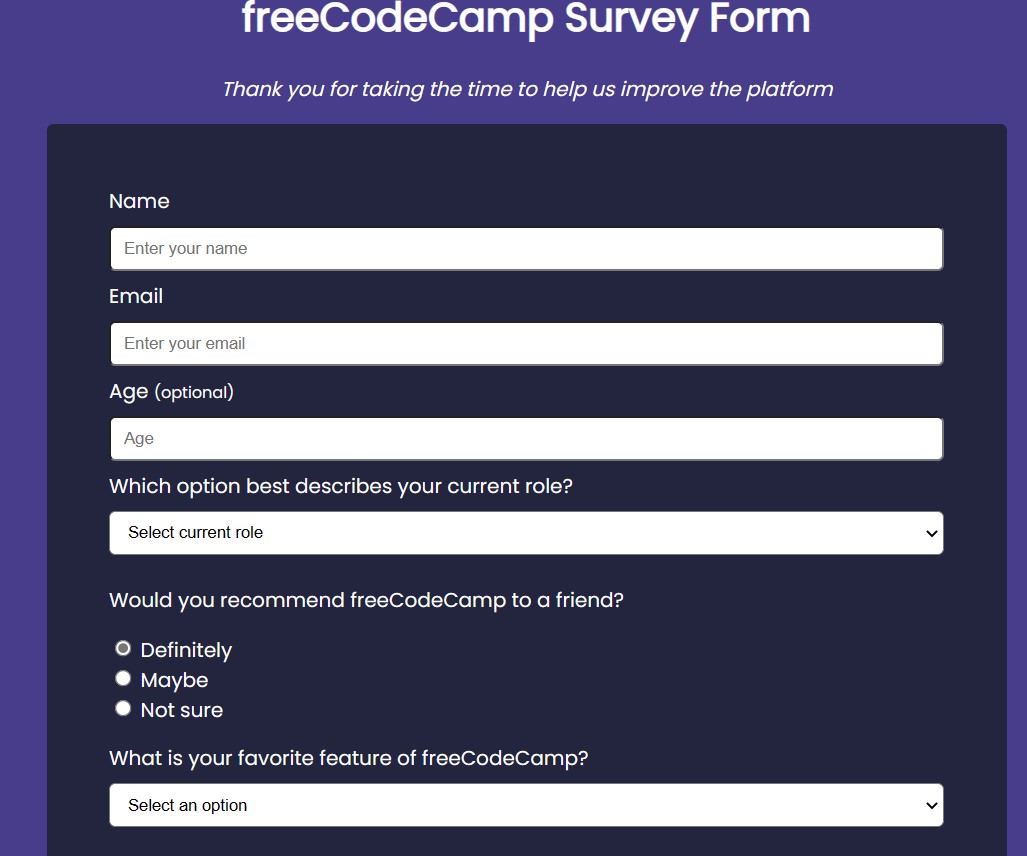 freeCodeCamp Survey Form
Thank you for taking the time to help us improve the platform
Name
Enter your name
Email
Enter your email
Age (optional)
Age
Which option best describes your current role?
Select current role
Would you recommend freeCodeCamp to a friend?
Definitely
Maybe
Not sure
What is your favorite feature of freeCodeCamp?
Select an option